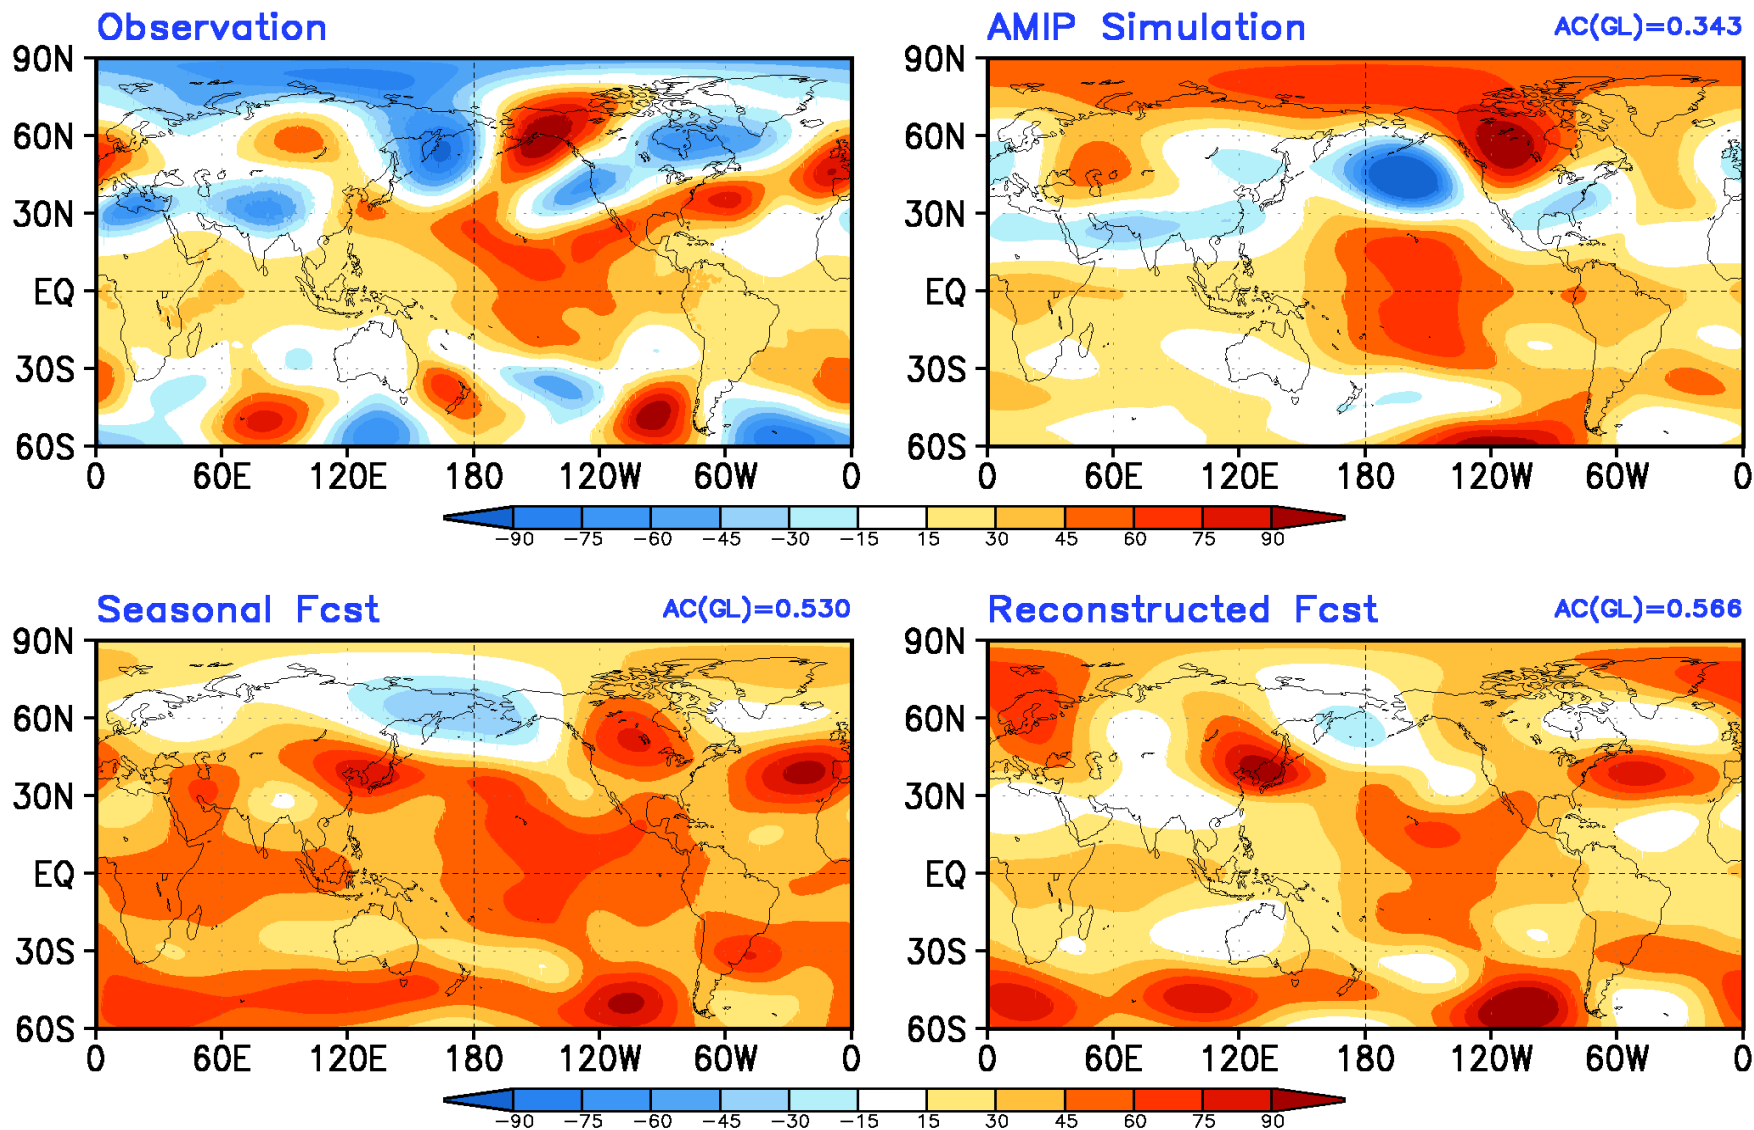 Observation
AMIP Simulation AC(GL)=0.343
90N
60N
30N
EQ
30S
60S
0 60E 120E 180 120W 60W 0
90N
60N
30N
EQ
30S
60S
0 60E 120E 180 120W 60W 0
−90 −75 −60 −45 −30 −15 15 30 45 60 75 90
Seasonal Fcst AC(GL)=0.530
Reconstructed Fcst AC(GL)=0.566
90N
60N
30N
EQ
30S
60S
0 60E 120E 180 120W 60W 0
90N
60N
30N
EQ
30S
60S
0 60E 120E 180 120W 60W 0
−90 −75 −60 −45 −30 −15 15 30 45 60 75 90